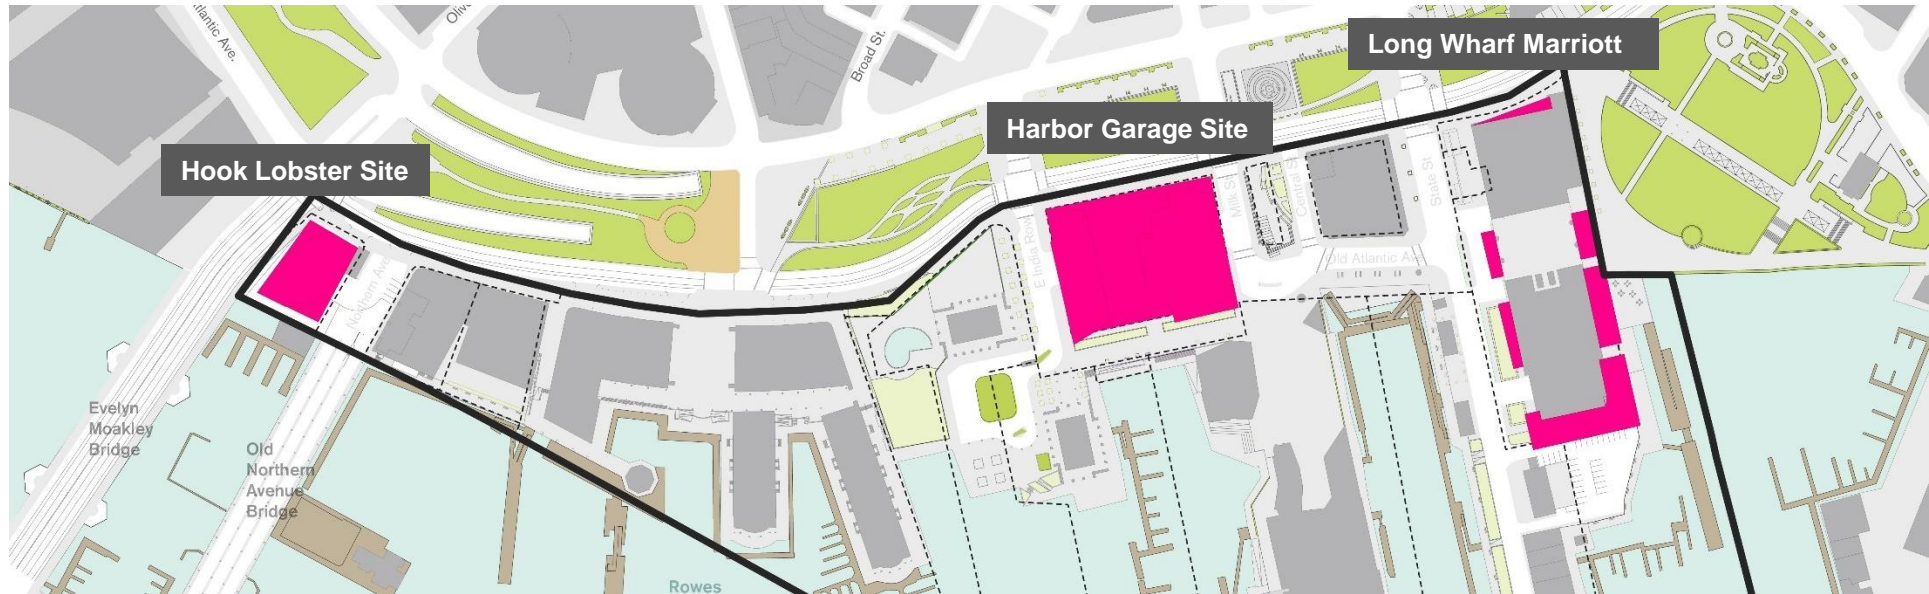 Atlantic Ave.
Broad St.
Long Wharf Marriott
Harbor Garage Site
Hook Lobster Site
Milk St
Central St
State St
E India Row
Old Atlantic Ave
Northern Ave
Evelyn
Moakley
Bridge
Old
Northern
Avenue
Bridge
Rowes